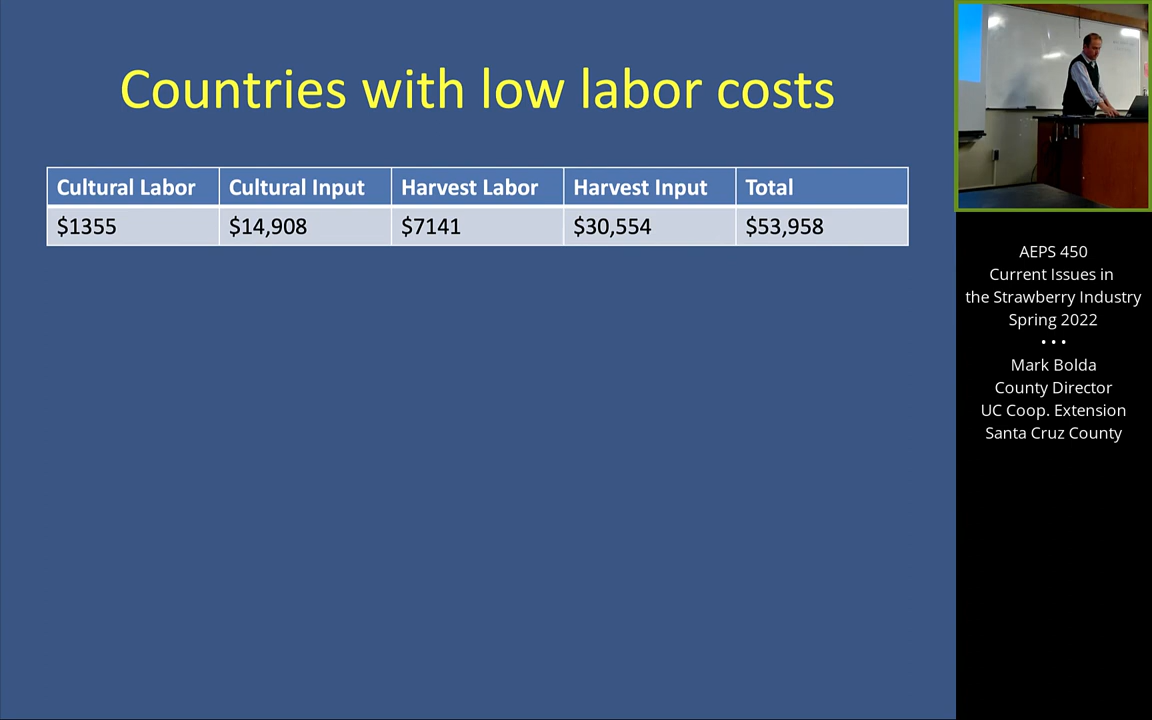 Countries with low labor costs
Cultural Labor Cultural Input Harvest Labor Harvest Input Total
$1355 $14,908 $7141 $30,554 $53,958
AEPS 450
Current Issues in
the Strawberry Industry
Spring 2022
• • •
Mark Bolda
County Director
UC Coop. Extension
Santa Cruz County